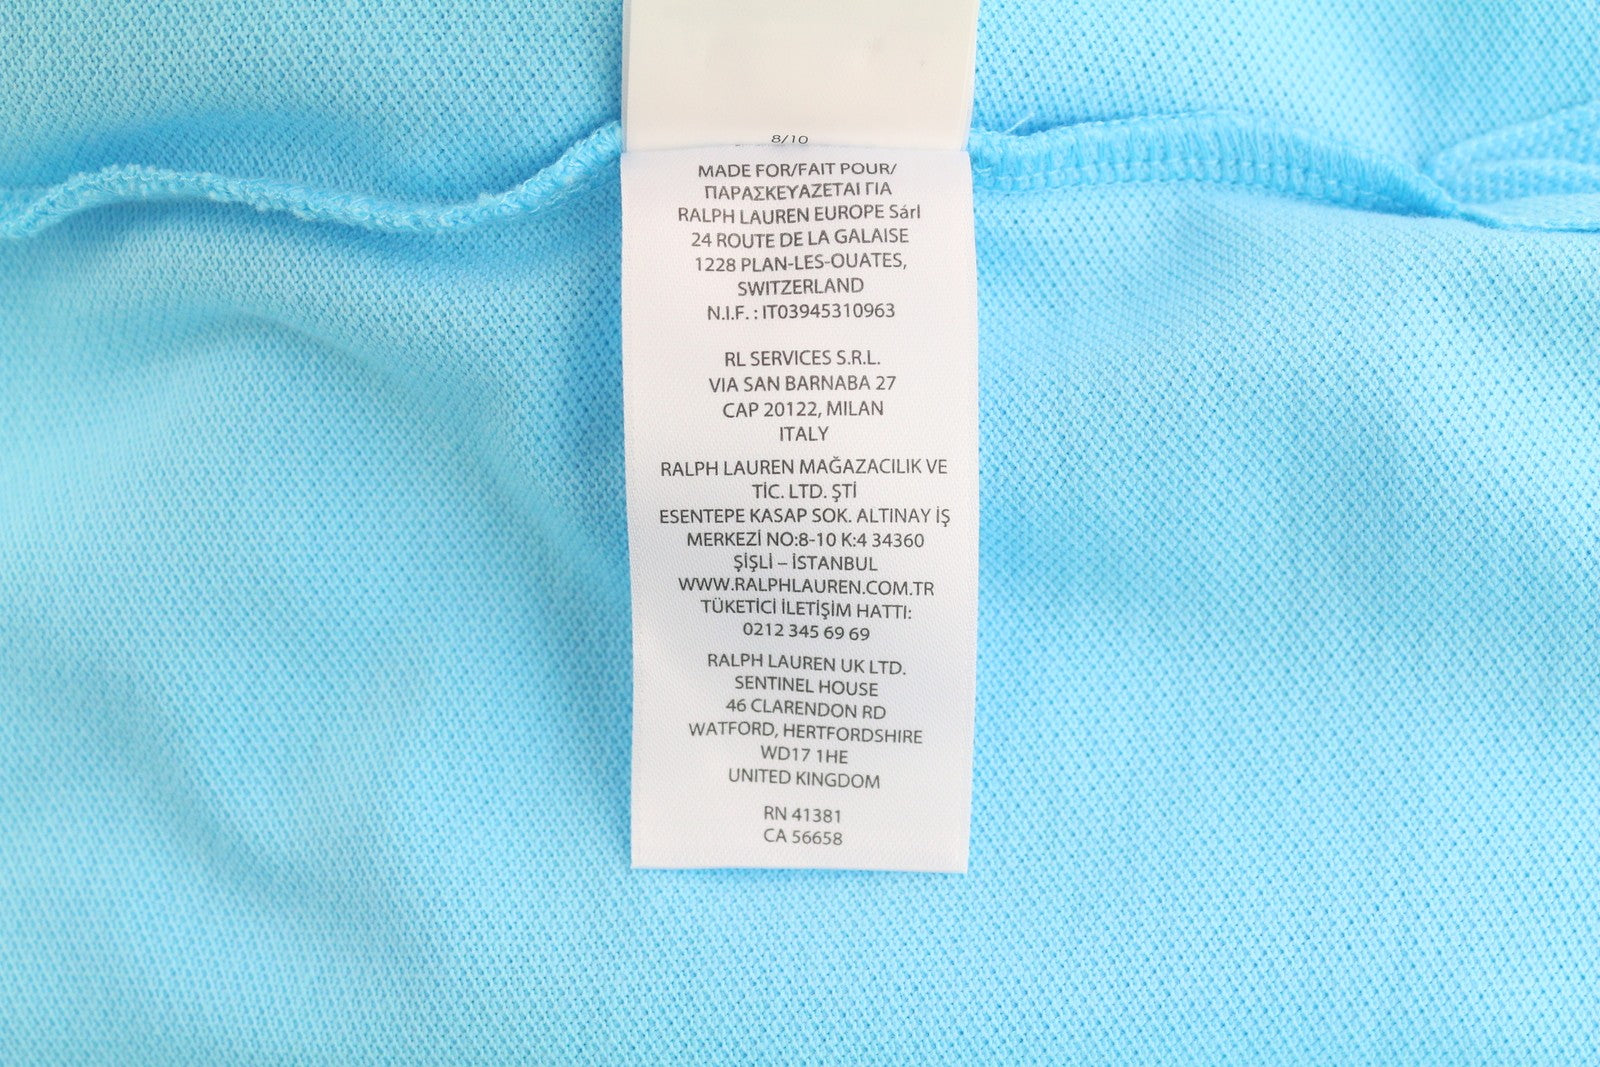 8/10
MADE FOR/FAIT POUR/
ΠΑΡΑΣΚΕΥΑΖΕΤΑΙ ΓΙΑ
RALPH LAUREN EUROPE Sárl
24 ROUTE DE LA GALAISE
1228 PLAN-LES-OUATES,
SWITZERLAND
N.I.F. : IT03945310963
RL SERVICES S.R.L.
VIA SAN BARNABA 27
CAP 20122, MILAN
ITALY
RALPH LAUREN MAĞAZACILIK VE
TİC. LTD. ŞTİ
ESENTEPE KASAP SOK. ALTINAY İŞ
MERKEZİ NO:8-10 K:4 34360
ŞİŞLİ – İSTANBUL
WWW.RALPHLAUREN.COM.TR
TÜKETİCİ İLETİŞİM HATTI:
0212 345 69 69
RALPH LAUREN UK LTD.
SENTINEL HOUSE
46 CLARENDON RD
WATFORD, HERTFORDSHIRE
WD17 1HE
UNITED KINGDOM
RN 41381
CA 56658